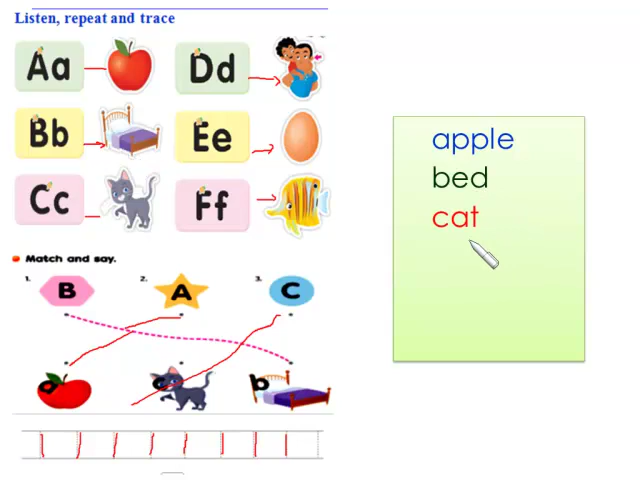 Listen, repeat and trace
Aa
Dd
Bb
Ee
Cc
Ff
Match and say.
1. B
2. A
3. C
a
c
b
apple
bed
cat